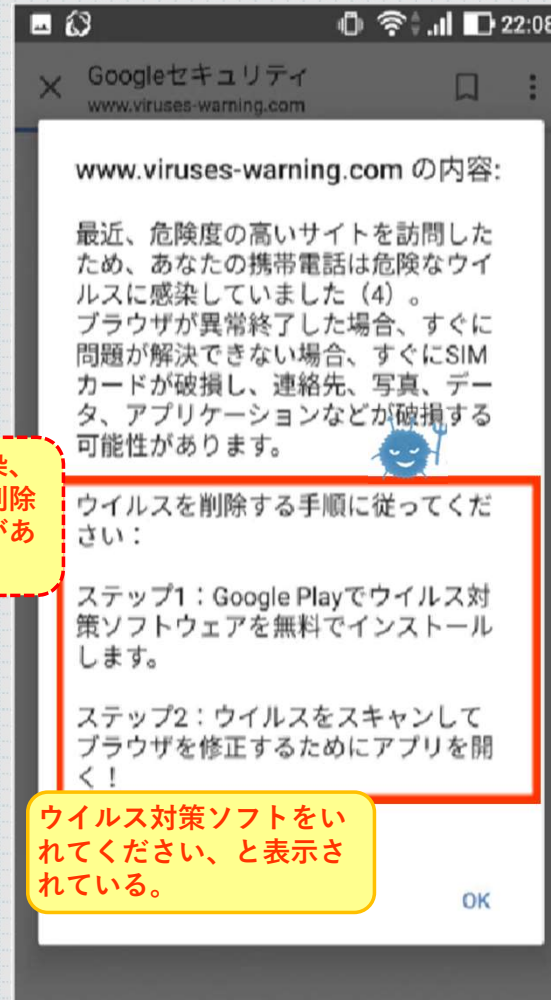 22:08
Googleセキュリティ
www.viruses-warning.com
www.viruses-warning.com の内容:
最近、危険度の高いサイトを訪問した
ため、あなたの携帯電話は危険なウイ
ルスに感染していました（4）。
ブラウザが異常終了した場合、すぐに
問題が解決できない場合、すぐにSIM
カードが破損し、連絡先、写真、デー
タ、アプリケーションなどが破損する
可能性があります。
染、
削除
があ
ウイルスを削除する手順に従ってくだ
さい：
ステップ1：Google Playでウイルス対
策ソフトウェアを無料でインストール
します。
ステップ2：ウイルスをスキャンして
ブラウザを修正するためにアプリを開
く！
ウイルス対策ソフトをい
れてください、と表示さ
れている。
OK